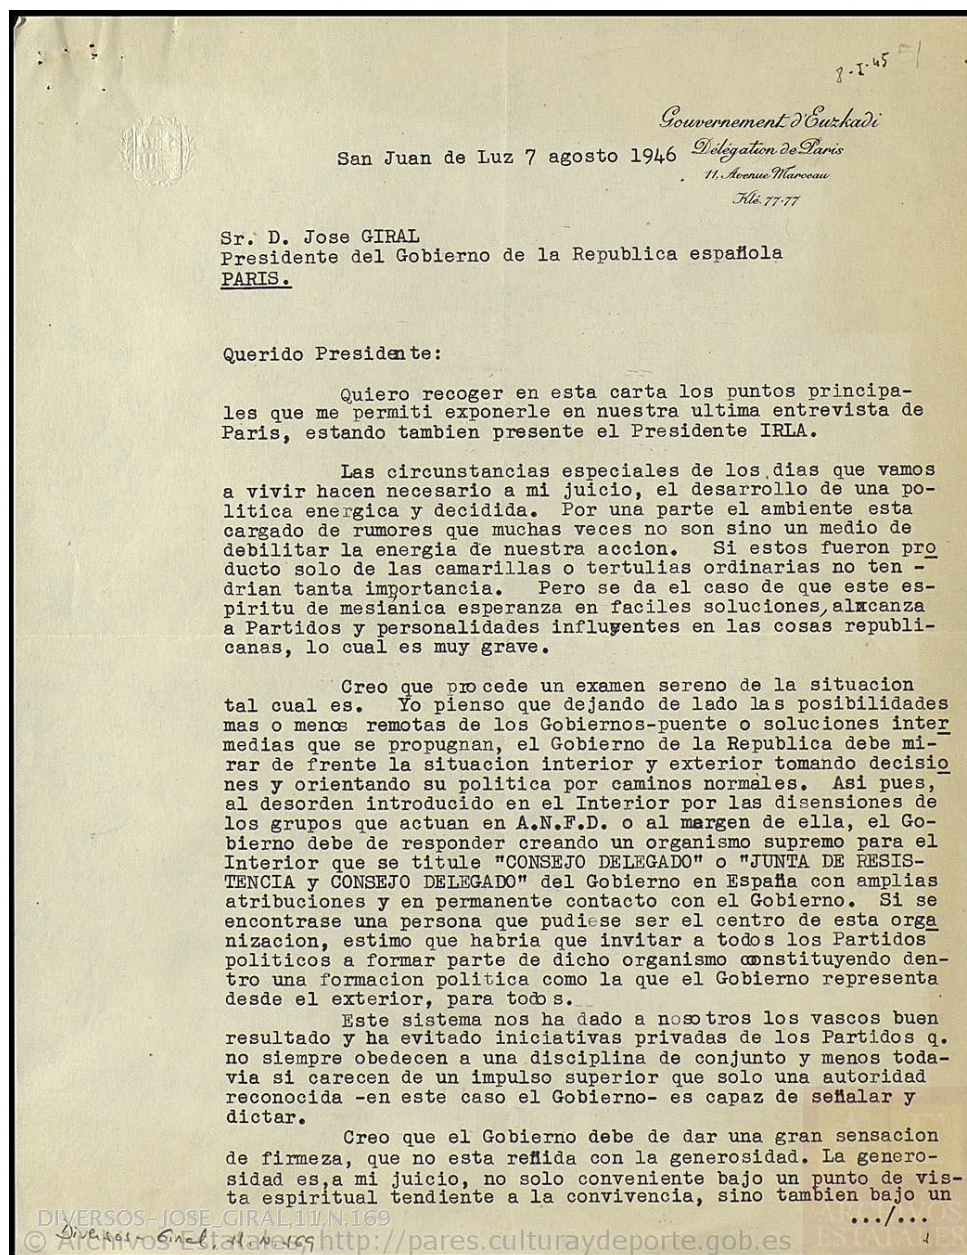 8-I-45
Gouvernement d'Euzkadi
Délégation de Paris
11, Avenue Marceau
Klé. 77-77
San Juan de Luz 7 agosto 1946
Sr. D. Jose GIRAL
Presidente del Gobierno de la Republica española
PARIS.
Querido Presidente:
Quiero recoger en esta carta los puntos principa-
les que me permiti exponerle en nuestra ultima entrevista de
Paris, estando tambien presente el Presidente IRLA.
Las circunstancias especiales de los dias que vamos
a vivir hacen necesario a mi juicio, el desarrollo de una po-
litica energica y decidida. Por una parte el ambiente esta
cargado de rumores que muchas veces no son sino un medio de
debilitar la energia de nuestra accion. Si estos fueron pro
ducto solo de las camarillas o tertulias ordinarias no ten -
drian tanta importancia. Pero se da el caso de que este es-
piritu de mesianica esperanza en faciles soluciones, alxcanza
a Partidos y personalidades influyentes en las cosas republi-
canas, lo cual es muy grave.
Creo que procede un examen sereno de la situacion
tal cual es. Yo pienso que dejando de lado las posibilidades
mas o menos remotas de los Gobiernos-puente o soluciones inter
medias que se propugnan, el Gobierno de la Republica debe mi-
rar de frente la situacion interior y exterior tomando decisio
nes y orientando su politica por caminos normales. Asi pues,
al desorden introducido en el Interior por las disensiones de
los grupos que actuan en A.N.F.D. o al margen de ella, el Go-
bierno debe de responder creando un organismo supremo para el
Interior que se titule "CONSEJO DELEGADO" o "JUNTA DE RESIS-
TENCIA y CONSEJO DELEGADO" del Gobierno en España con amplias
atribuciones y en permanente contacto con el Gobierno. Si se
encontrase una persona que pudiese ser el centro de esta orga
nizacion, estimo que habria que invitar a todos los Partidos
politicos a formar parte de dicho organismo constituyendo den-
tro una formacion politica como la que el Gobierno representa
desde el exterior, para todos.
Este sistema nos ha dado a nosotros los vascos buen
resultado y ha evitado iniciativas privadas de los Partidos q.
no siempre obedecen a una disciplina de conjunto y menos toda-
via si carecen de un impulso superior que solo una autoridad
reconocida -en este caso el Gobierno- es capaz de señalar y
dictar.
Creo que el Gobierno debe de dar una gran sensacion
de firmeza, que no esta reñida con la generosidad. La genero-
sidad es,a mi juicio, no solo conveniente bajo un punto de vis-
ta espiritual tendiente a la convivencia, sino tambien bajo un
.../...
DIVERSOS-JOSE_GIRAL,11,N.169
Diversos - Giral, 11. N. 169
© Archivos Estatales, http://pares.culturaydeporte.gob.es